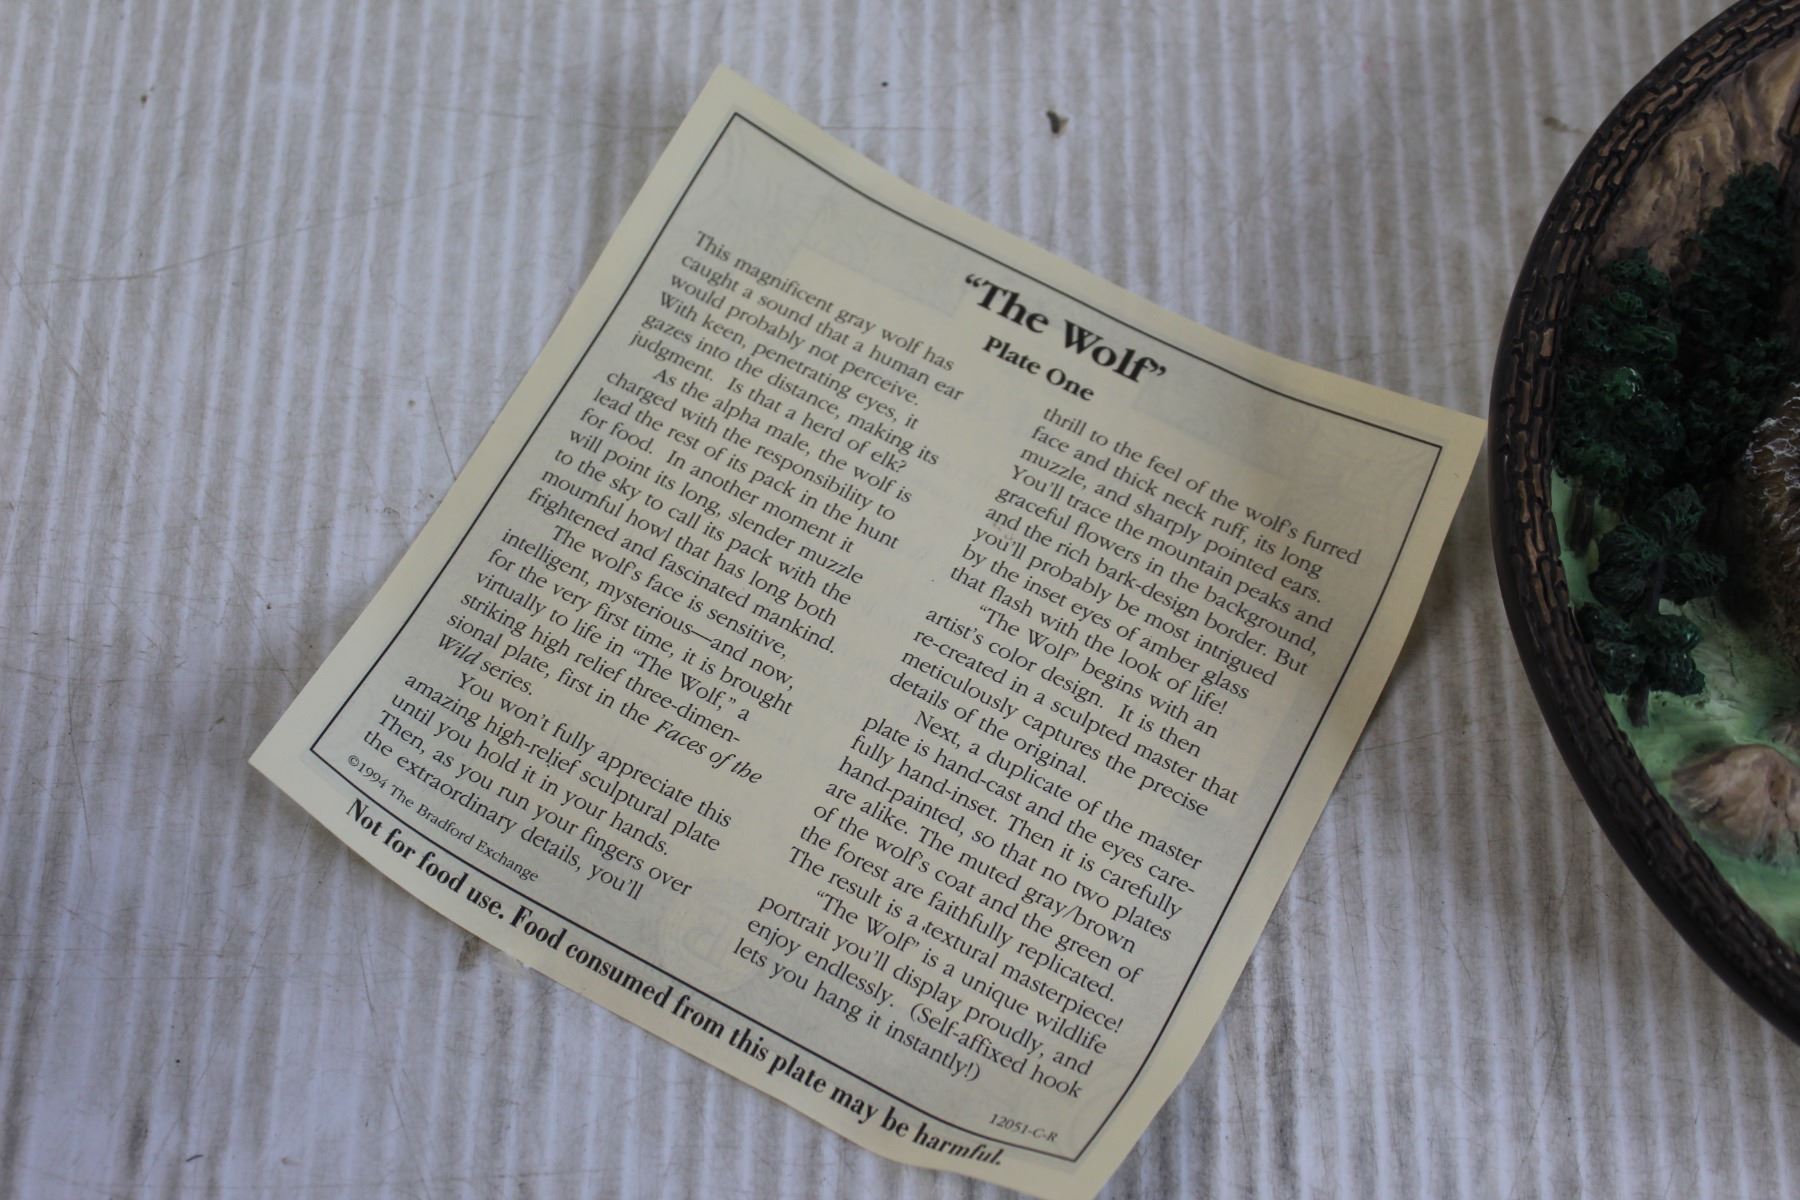 “The Wolf”
Plate One
This magnificent gray wolf has
caught a sound that a human ear
would probably not perceive.
With keen, penetrating eyes, it
gazes into the distance, making its
judgment. Is that a herd of elk?
As the alpha male, the wolf is
charged with the responsibility to
lead the rest of its pack in the hunt
for food. In another moment it
will point its long, slender muzzle
to the sky to call its pack with the
mournful howl that has long both
frightened and fascinated mankind.
The wolf's face is sensitive,
intelligent, mysterious—and now,
for the very first time, it is brought
virtually to life in “The Wolf,” a
striking high relief three-dimen-
sional plate, first in the Faces of the
Wild series.
You won't fully appreciate this
amazing high-relief sculptural plate
until you hold it in your hands.
Then, as you run your fingers over
the extraordinary details, you'll
©1994 The Bradford Exchange
thrill to the feel of the wolf's furred
face and thick neck ruff, its long
muzzle, and sharply pointed ears.
You'll trace the mountain peaks and
graceful flowers in the background,
and the rich bark-design border. But
you'll probably be most intrigued
by the inset eyes of amber glass
that flash with the look of life!
“The Wolf” begins with an
artist's color design. It is then
re-created in a sculpted master that
meticulously captures the precise
details of the original.
Next, a duplicate of the master
plate is hand-cast and the eyes care-
fully hand-inset. Then it is carefully
hand-painted, so that no two plates
are alike. The muted gray/brown
of the wolf's coat and the green of
the forest are faithfully replicated.
The result is a textural masterpiece!
“The Wolf” is a unique wildlife
portrait you'll display proudly, and
enjoy endlessly. (Self-affixed hook
lets you hang it instantly!)
12051-C-R
Not for food use. Food consumed from this plate may be harmful.